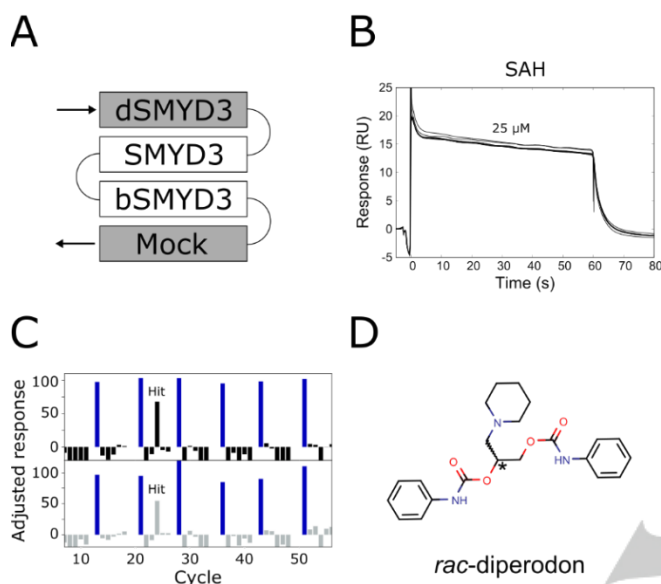 A
dSMYD3
SMYD3
bSMYD3
Mock
B
SAH
25 µM
Response (RU)
25
20
15
10
5
0
-5
0 10 20 30 40 50 60 70 80
Time (s)
C
Adjusted response
100
50
0
Hit
100
50
0
Hit
10 20 30 40 50
Cycle
D
N
O
O
N
H
O
O
NH
*
rac-diperodon